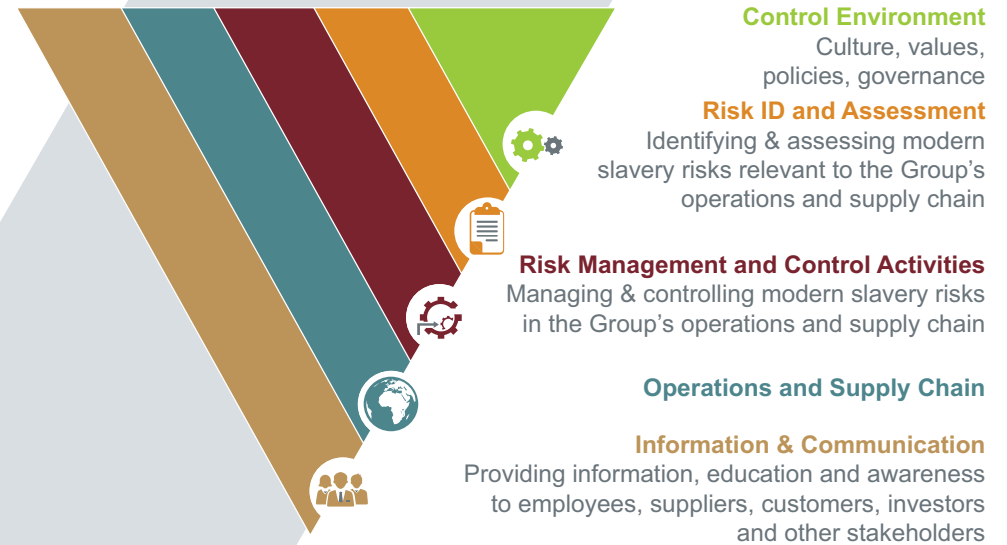 Control Environment
Culture, values,
policies, governance
Risk ID and Assessment
Identifying & assessing modern
slavery risks relevant to the Group’s
operations and supply chain
Risk Management and Control Activities
Managing & controlling modern slavery risks
in the Group’s operations and supply chain
Operations and Supply Chain
Information & Communication
Providing information, education and awareness
to employees, suppliers, customers, investors
and other stakeholders